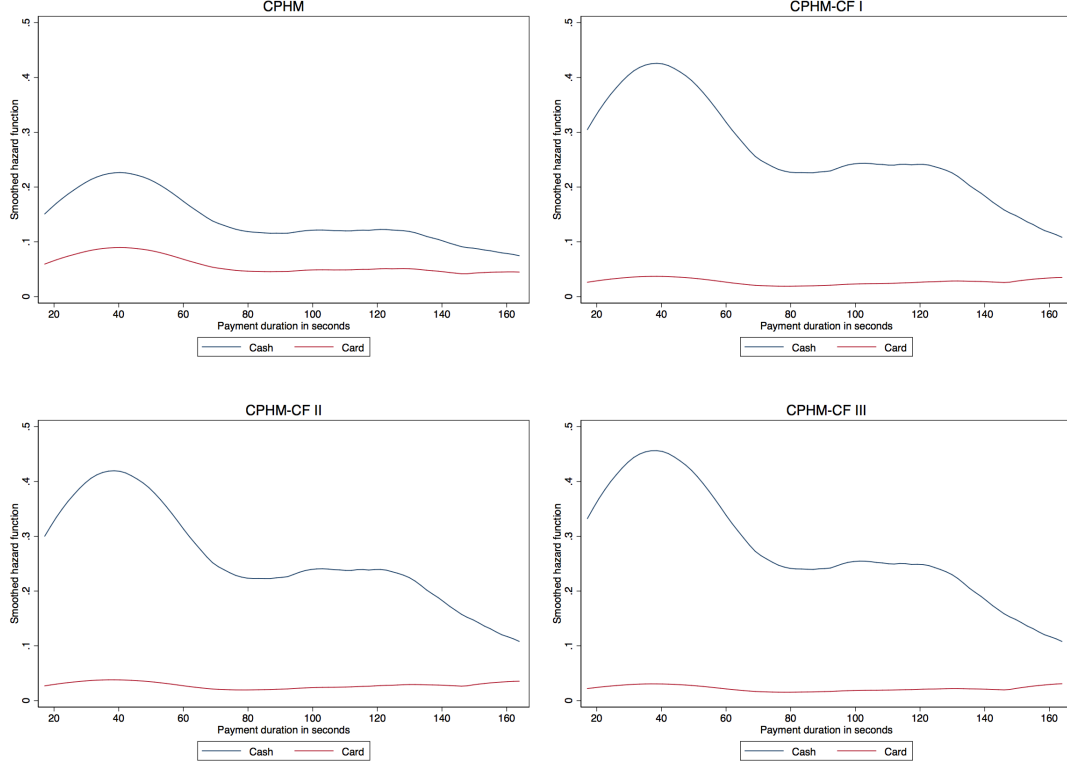 CPHM
Smoothed hazard function
.5
.4
.3
.2
.1
0
20 40 60 80 100 120 140 160
Payment duration in seconds
Cash Card
CPHM-CF I
Smoothed hazard function
.5
.4
.3
.2
.1
0
20 40 60 80 100 120 140 160
Payment duration in seconds
Cash Card
CPHM-CF II
Smoothed hazard function
.5
.4
.3
.2
.1
0
20 40 60 80 100 120 140 160
Payment duration in seconds
Cash Card
CPHM-CF III
Smoothed hazard function
.5
.4
.3
.2
.1
0
20 40 60 80 100 120 140 160
Payment duration in seconds
Cash Card